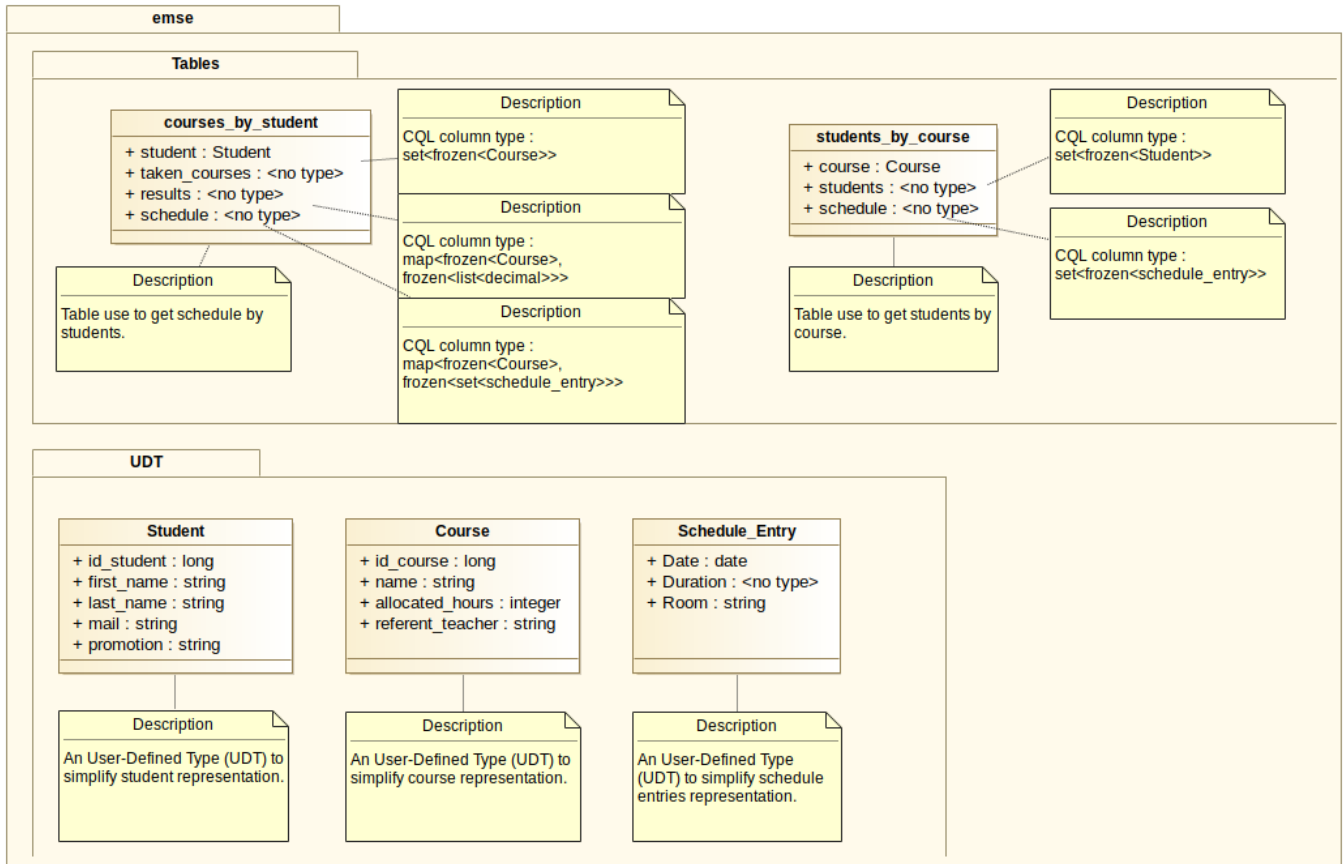 emse
Tables
courses_by_student
+ student : Student
+ taken_courses : <no type>
+ results : <no type>
+ schedule : <no type>
Description
Table use to get schedule by
students.
Description
CQL column type :
set<frozen<Course>>
Description
CQL column type :
map<frozen<Course>,
frozen<list<decimal>>>
Description
CQL column type :
map<frozen<Course>,
frozen<set<schedule_entry>>>
students_by_course
+ course : Course
+ students : <no type>
+ schedule : <no type>
Description
Table use to get students by
course.
Description
CQL column type :
set<frozen<Student>>
Description
CQL column type :
set<frozen<schedule_entry>>
UDT
Student
+ id_student : long
+ first_name : string
+ last_name : string
+ mail : string
+ promotion : string
Description
An User-Defined Type (UDT) to
simplify student representation.
Course
+ id_course : long
+ name : string
+ allocated_hours : integer
+ referent_teacher : string
Description
An User-Defined Type (UDT) to
simplify course representation.
Schedule_Entry
+ Date : date
+ Duration : <no type>
+ Room : string
Description
An User-Defined Type
(UDT) to simplify schedule
entries representation.